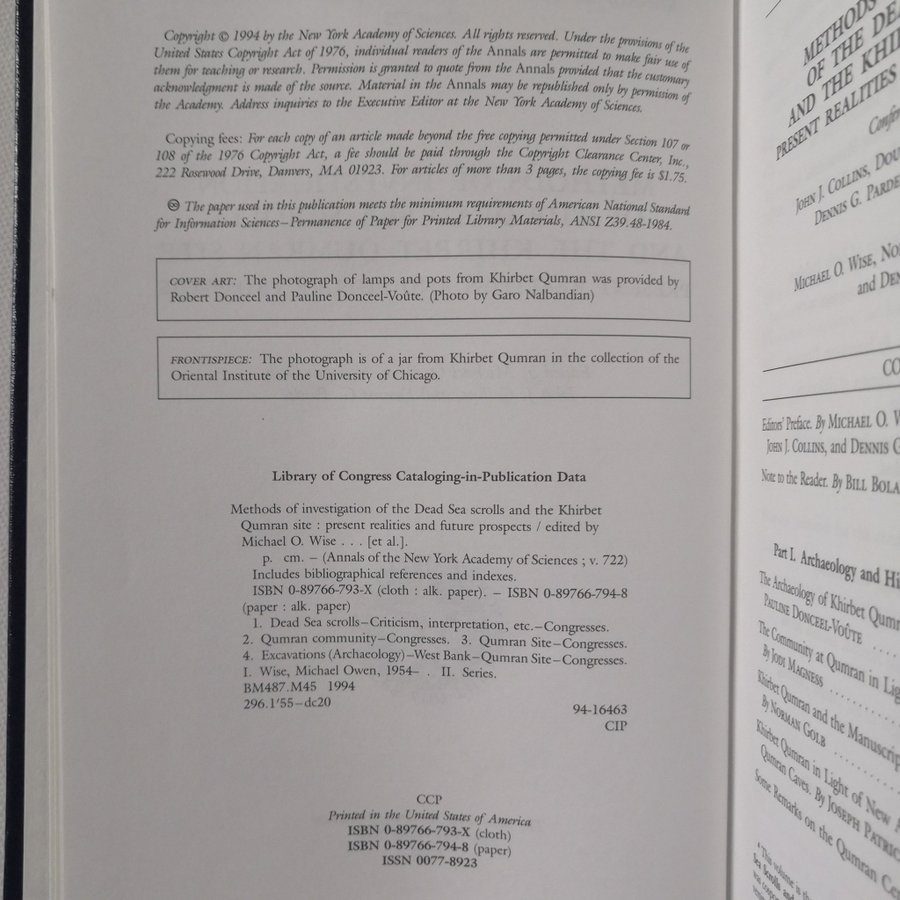 Copyright © 1994 by the New York Academy of Sciences. All rights reserved. Under the provisions of the
United States Copyright Act of 1976, individual readers of the Annals are permitted to make fair use of
them for teaching or research. Permission is granted to quote from the Annals provided that the customary
acknowledgment is made of the source. Material in the Annals may be republished only by permission of
the Academy. Address inquiries to the Executive Editor at the New York Academy of Sciences.
Copying fees: For each copy of an article made beyond the free copying permitted under Section 107 or
108 of the 1976 Copyright Act, a fee should be paid through the Copyright Clearance Center, Inc.,
222 Rosewood Drive, Danvers, MA 01923. For articles of more than 3 pages, the copying fee is $1.75.
♾ The paper used in this publication meets the minimum requirements of American National Standard
for Information Sciences—Permanence of Paper for Printed Library Materials, ANSI Z39.48-1984.
COVER ART: The photograph of lamps and pots from Khirbet Qumran was provided by
Robert Donceel and Pauline Donceel-Voûte. (Photo by Garo Nalbandian)
FRONTISPIECE: The photograph is of a jar from Khirbet Qumran in the collection of the
Oriental Institute of the University of Chicago.
Library of Congress Cataloging-in-Publication Data
Methods of investigation of the Dead Sea scrolls and the Khirbet
Qumran site : present realities and future prospects / edited by
Michael O. Wise . . . [et al.].
p. cm. — (Annals of the New York Academy of Sciences ; v. 722)
Includes bibliographical references and indexes.
ISBN 0-89766-793-X (cloth : alk. paper). — ISBN 0-89766-794-8
(paper : alk. paper)
1. Dead Sea scrolls—Criticism, interpretation, etc.—Congresses.
2. Qumran community—Congresses. 3. Qumran Site—Congresses.
4. Excavations (Archaeology)—West Bank—Qumran Site—Congresses.
I. Wise, Michael Owen, 1954– . II. Series.
BM487.M45 1994
296.1'55—dc20
94-16463
CIP
CCP
Printed in the United States of America
ISBN 0-89766-793-X (cloth)
ISBN 0-89766-794-8 (paper)
ISSN 0077-8923
METHODS
OF THE
AND THE
PRESENT REALITIES
JOHN J. COLLINS,
DENNIS G.
MICHAEL O. WISE,
and
CO
Editors' Preface. By MICHAEL O.
JOHN J. COLLINS, and DENNIS G
Note to the Reader. By BILL
Part I. Archaeology and
The Archaeology of Khirbet
PAULINE DONCEEL-VOÛTE . . . .
The Community at Qumran in
By JODI MAGNESS . . . . . . . .
Khirbet Qumran and the
By NORMAN GOLB . . . . . . . .
Khirbet Qumran in Light of New
Qumran Caves. By JOSEPH
Some Remarks on the Qumran
This volume is
Sea Scrolls and